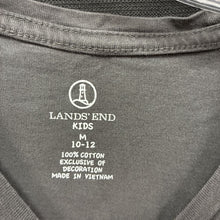 LANDS' END
KIDS
M
10-12
100% COTTON
EXCLUSIVE OF
DECORATION
MADE IN VIETNAM